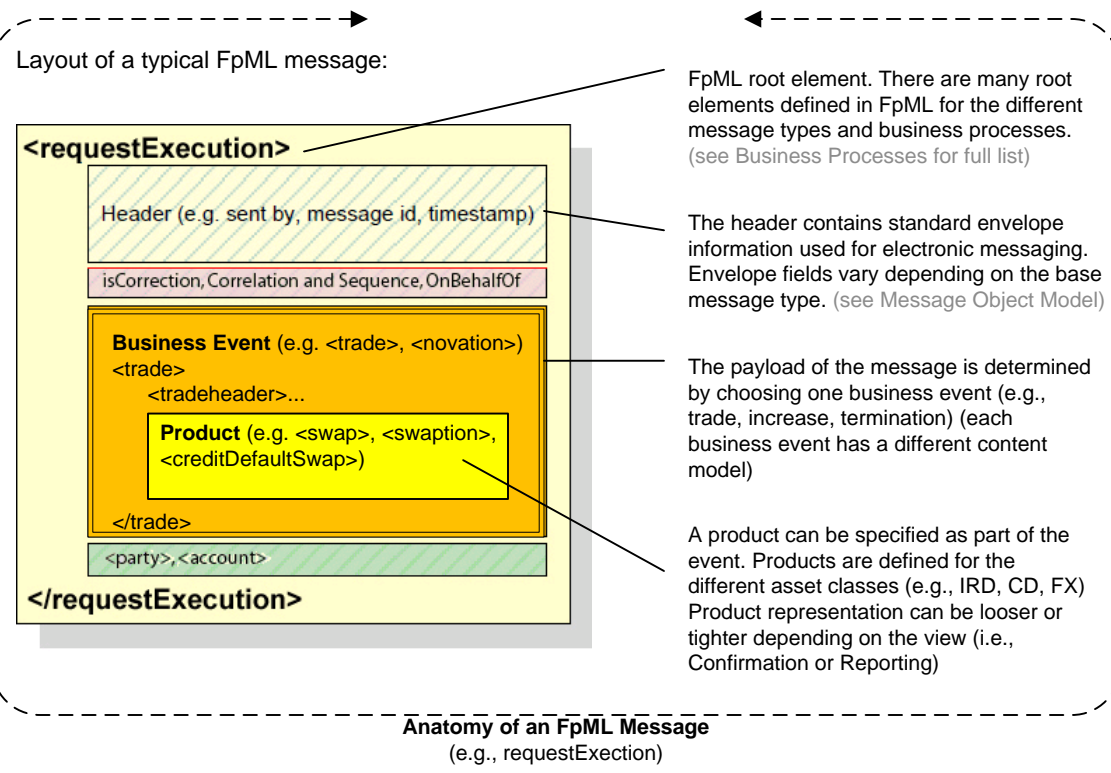 Layout of a typical FpML message:
<requestExecution>
Header (e.g. sent by, message id, timestamp)
isCorrection, Correlation and Sequence, OnBehalfOf
Business Event (e.g. <trade>, <novation>)
<trade>
<tradeheader>...
Product (e.g. <swap>, <swaption>,
<creditDefaultSwap>)
</trade>
<party>, <account>
</requestExecution>
FpML root element. There are many root
elements defined in FpML for the different
message types and business processes.
(see Business Processes for full list)
The header contains standard envelope
information used for electronic messaging.
Envelope fields vary depending on the base
message type. (see Message Object Model)
The payload of the message is determined
by choosing one business event (e.g.,
trade, increase, termination) (each
business event has a different content
model)
A product can be specified as part of the
event. Products are defined for the
different asset classes (e.g., IRD, CD, FX)
Product representation can be looser or
tighter depending on the view (i.e.,
Confirmation or Reporting)
Anatomy of an FpML Message
(e.g., requestExection)